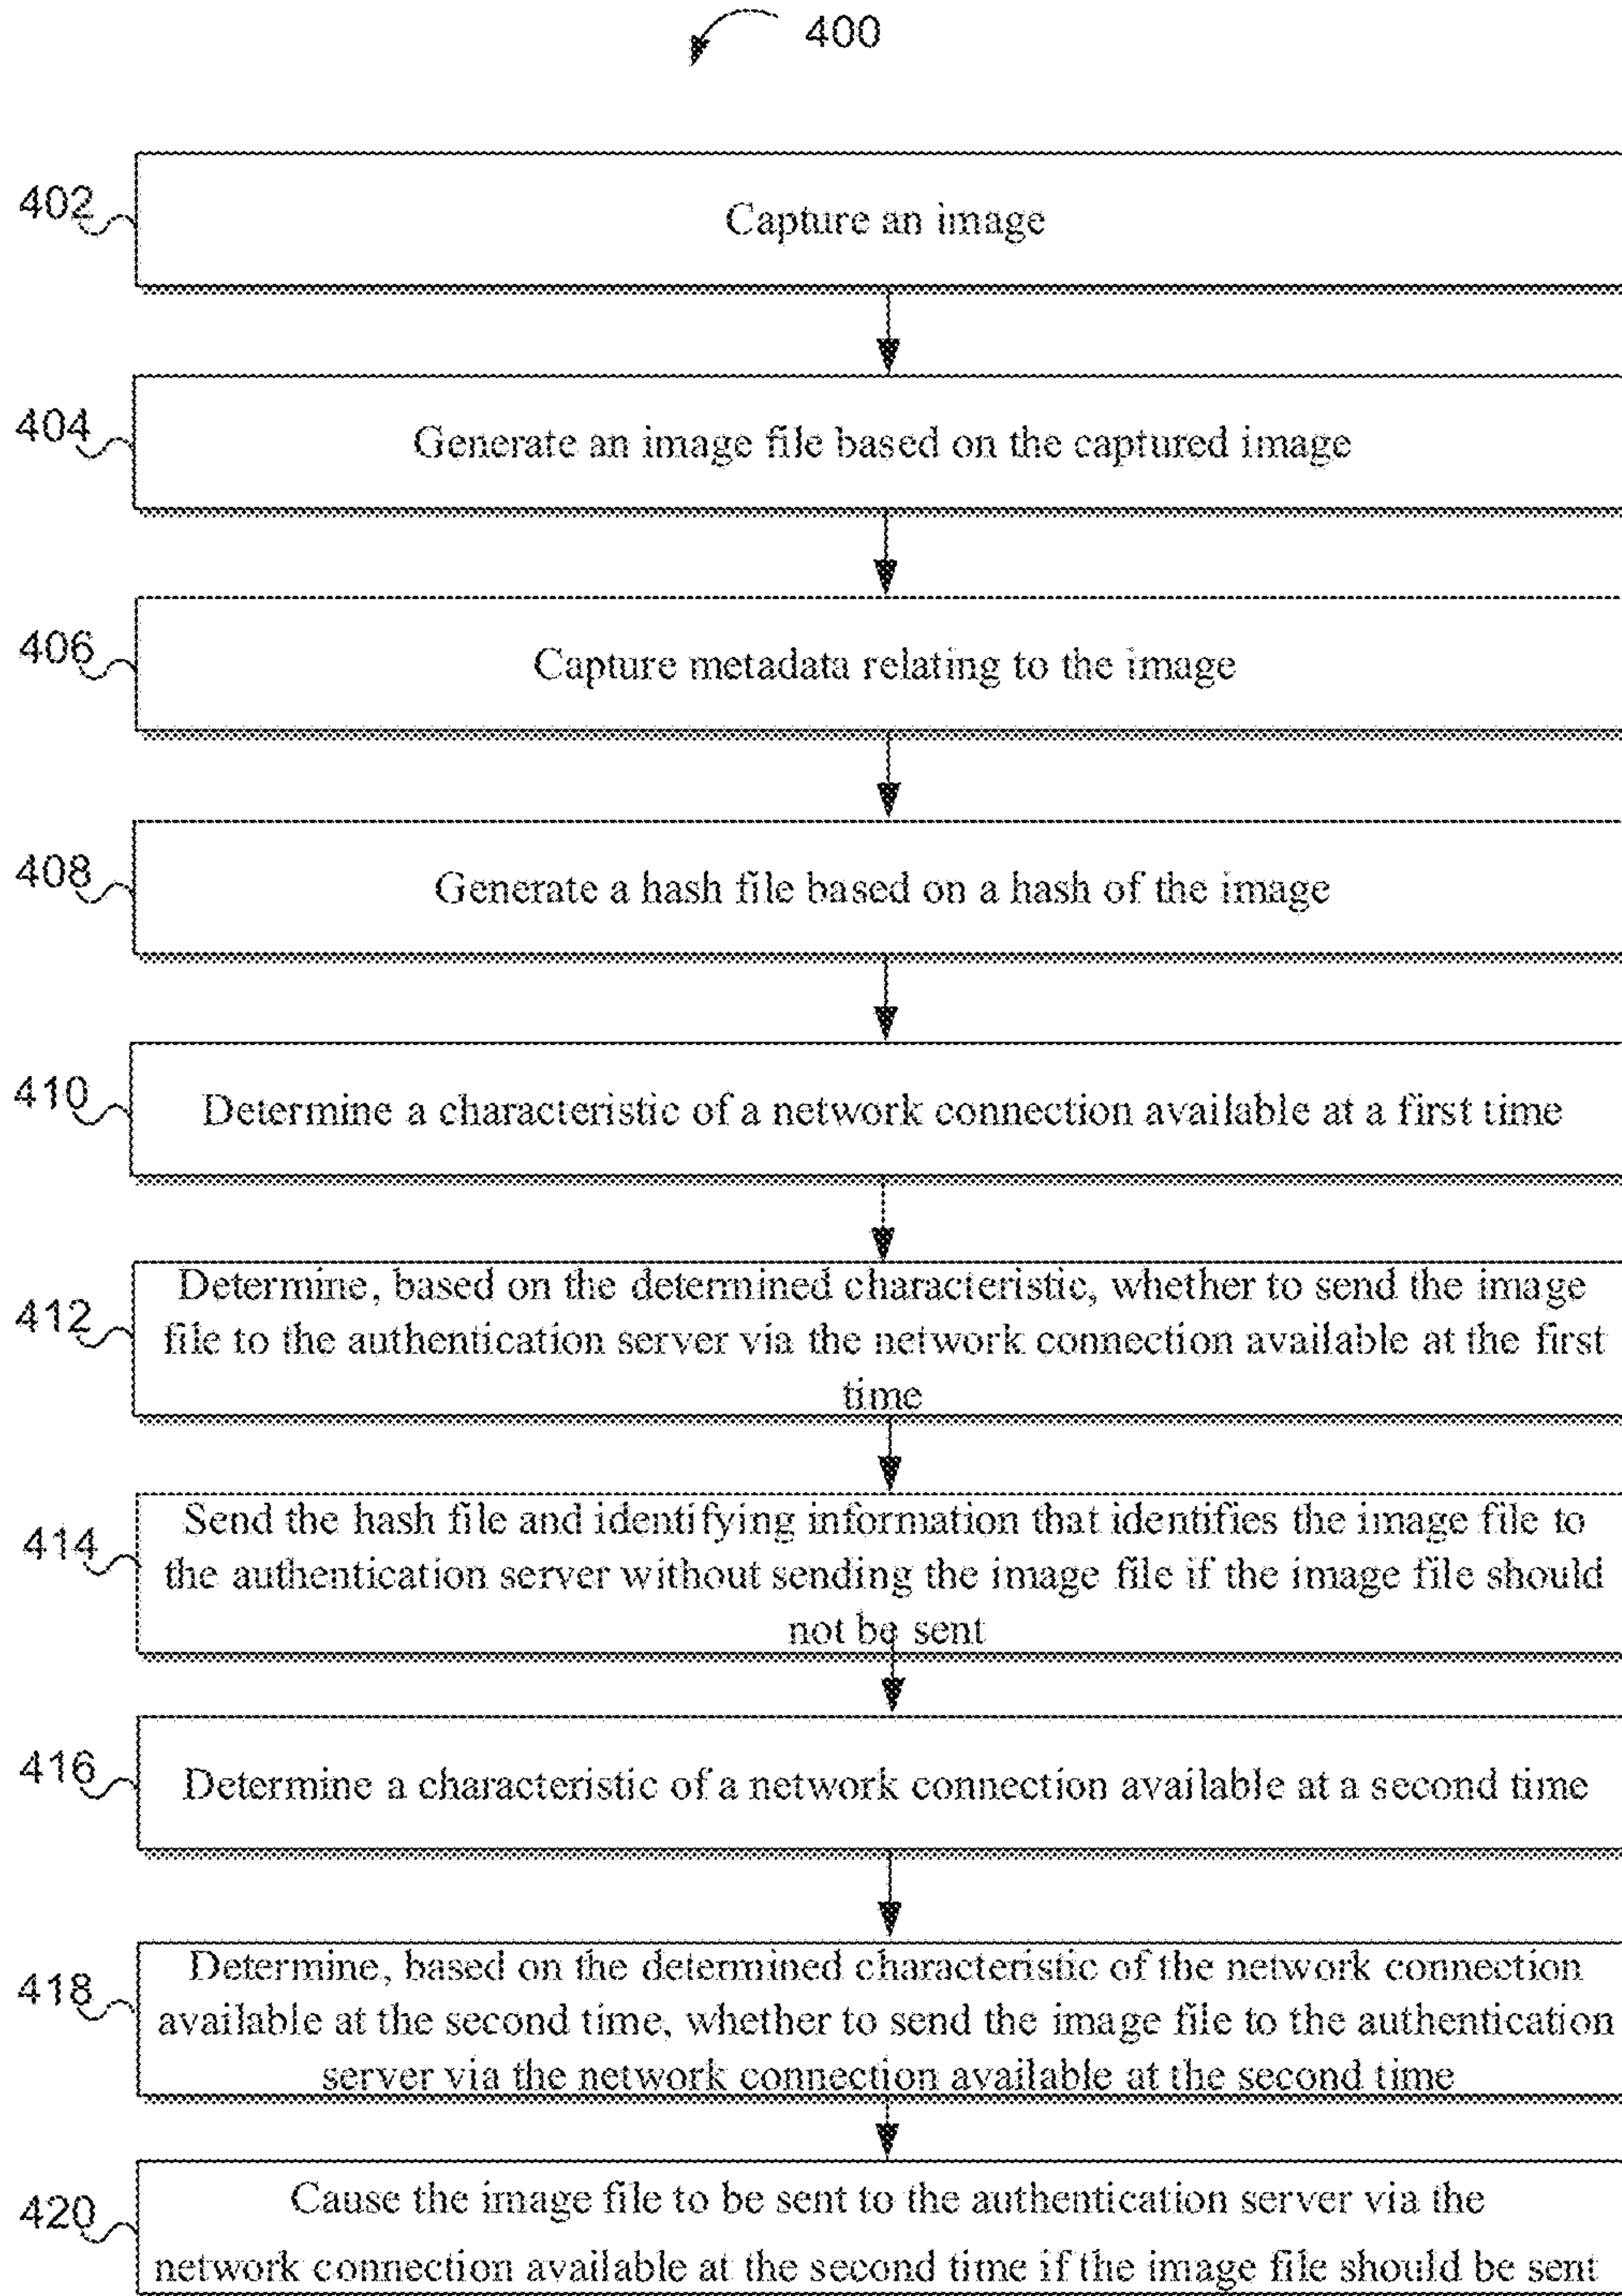 400
402
Capture an image
404
Generate an image file based on the captured image
406
Capture metadata relating to the image
408
Generate a hash file based on a hash of the image
410
Determine a characteristic of a network connection available at a first time
412
Determine, based on the determined characteristic, whether to send the image
file to the authentication server via the network connection available at the first
time
414
Send the hash file and identifying information that identifies the image file to
the authentication server without sending the image file if the image file should
not be sent
416
Determine a characteristic of a network connection available at a second time
418
Determine, based on the determined characteristic of the network connection
available at the second time, whether to send the image file to the authentication
server via the network connection available at the second time
420
Cause the image file to be sent to the authentication server via the
network connection available at the second time if the image file should be sent